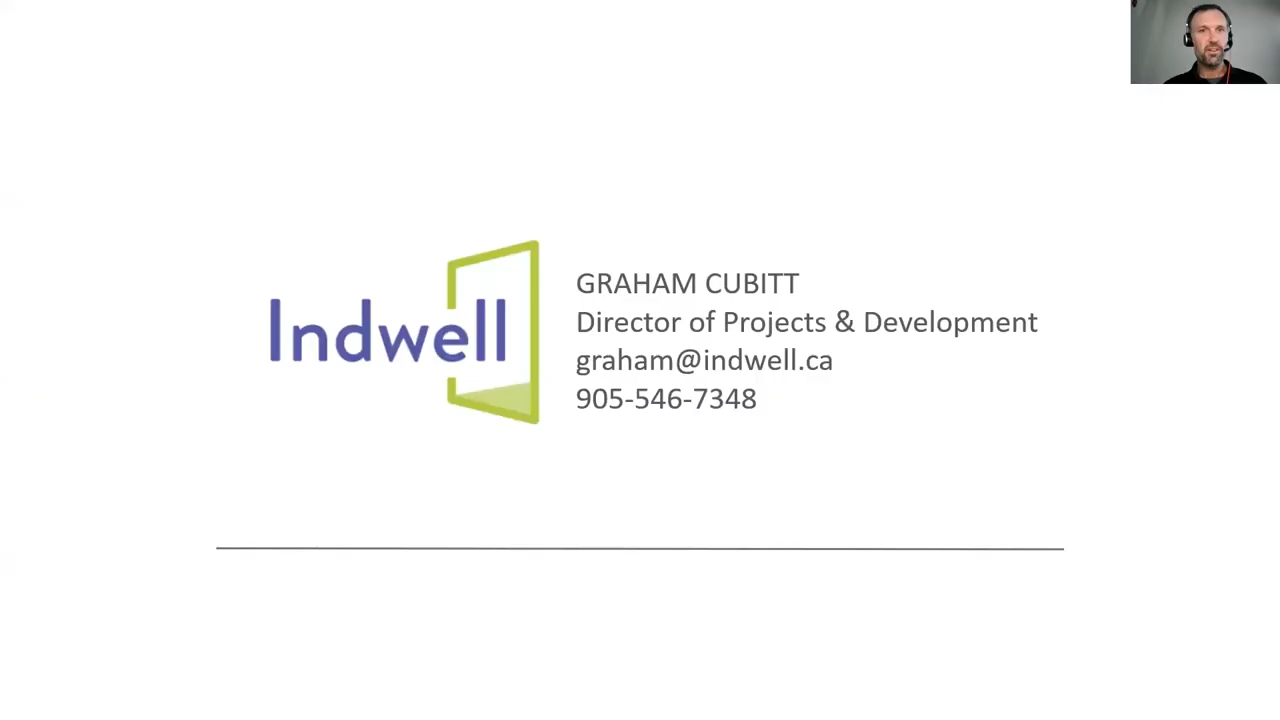 Indwell
GRAHAM CUBITT
Director of Projects & Development
graham@indwell.ca
905-546-7348